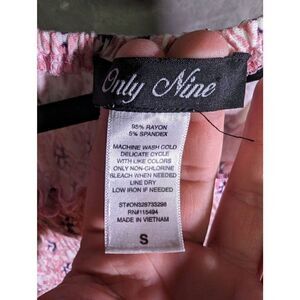 Only Nine
95% RAYON
5% SPANDEX
MACHINE WASH COLD
DELICATE CYCLE
WITH LIKE COLORS
ONLY NON-CHLORINE
BLEACH WHEN NEEDED
LINE DRY
LOW IRON IF NEEDED
ST#ON328733298
RN#115494
MADE IN VIETNAM
S